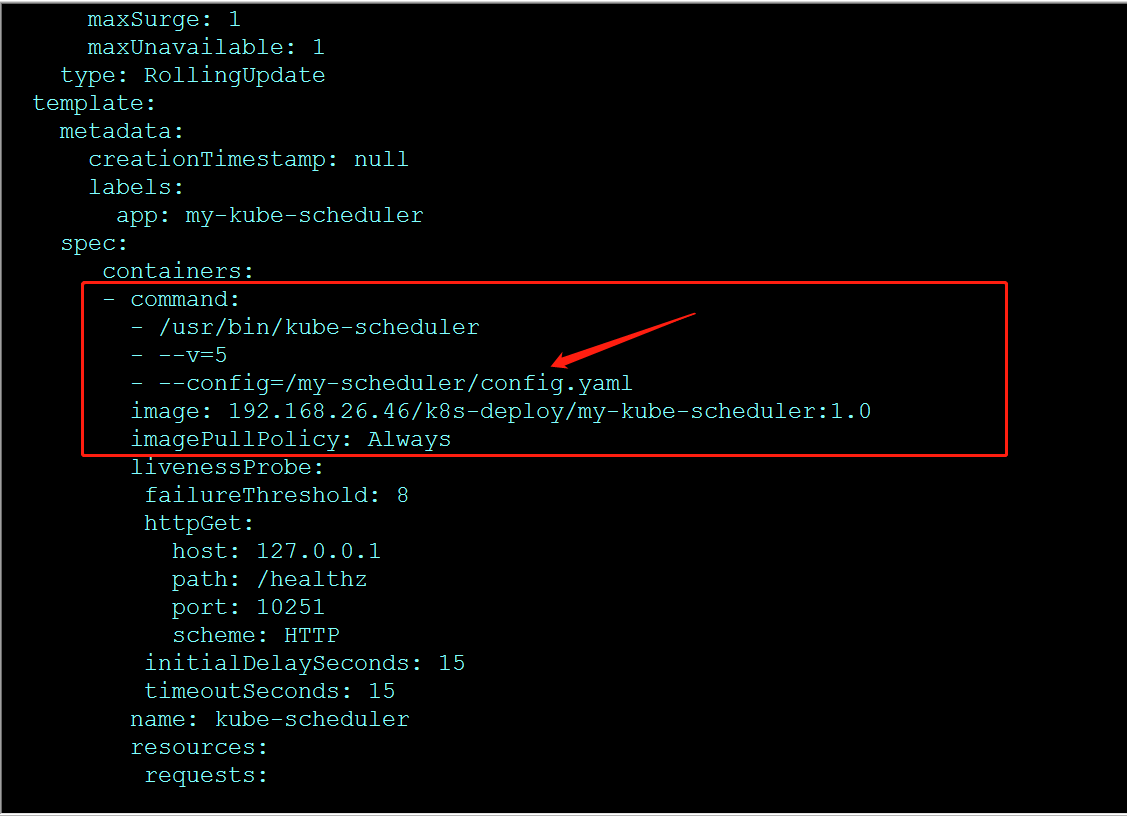 maxSurge: 1
maxUnavailable: 1
type: RollingUpdate
template:
metadata:
creationTimestamp: null
labels:
app: my-kube-scheduler
spec:
containers:
- command:
- /usr/bin/kube-scheduler
- --v=5
- --config=/my-scheduler/config.yaml
image: 192.168.26.46/k8s-deploy/my-kube-scheduler:1.0
imagePullPolicy: Always
livenessProbe:
failureThreshold: 8
httpGet:
host: 127.0.0.1
path: /healthz
port: 10251
scheme: HTTP
initialDelaySeconds: 15
timeoutSeconds: 15
name: kube-scheduler
resources:
requests: